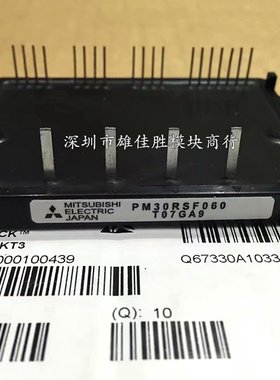 深圳市雄佳胜模块商行
MITSUBISHI
ELECTRIC
JAPAN
PM30RSF060
T07GA9
CK™
KT3
000100439
Q67330A1033
(Q): 10